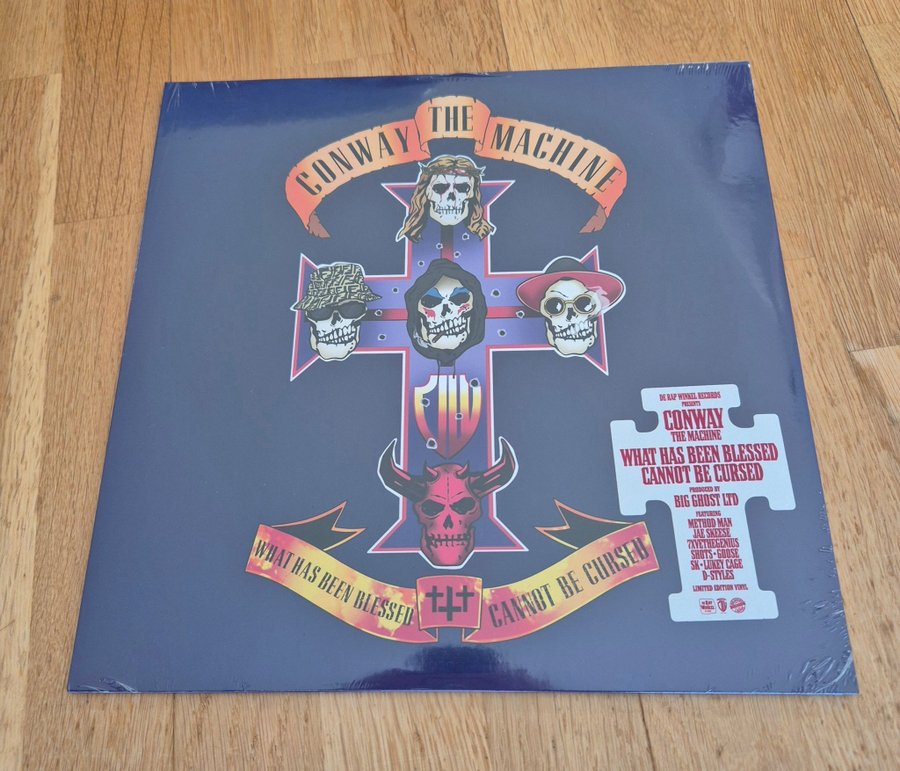 CONWAY THE MACHINE
WHAT HAS BEEN BLESSED
CANNOT BE CURSED
DE RAP WINKEL RECORDS
PRESENTS
CONWAY
THE MACHINE
WHAT HAS BEEN BLESSED
CANNOT BE CURSED
PRODUCED BY
BIG GHOST LTD
FEATURING
METHOD MAN
JAE SKEESE
7XVETHEGENIUS
SHOTS • GOOSE
SK • LUKEY CAGE
D-STYLES
LIMITED EDITION VINYL